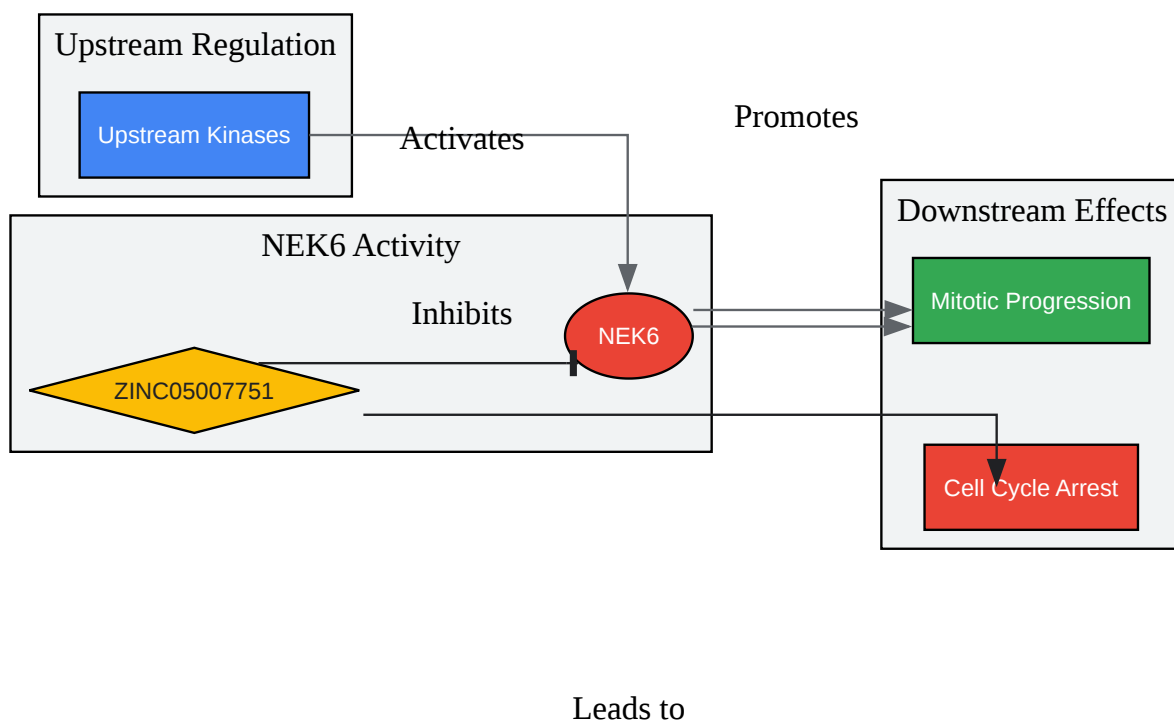 Upstream Regulation
Upstream Kinases
Activates
Promotes
Downstream Effects
NEK6 Activity
Mitotic Progression
Inhibits
NEK6
ZINC05007751
Cell Cycle Arrest
Leads to